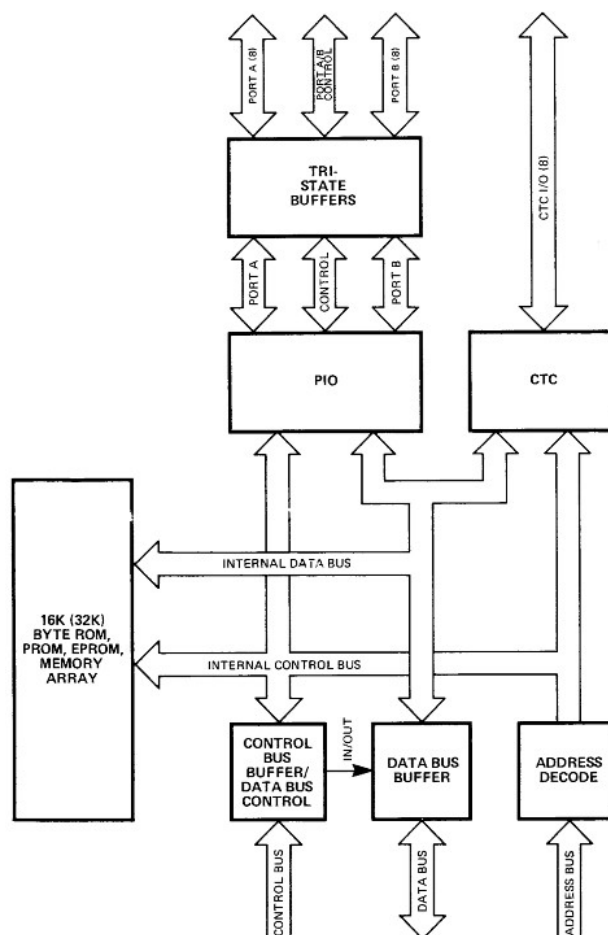 PORT A (8)
PORT A/B
CONTROL
PORT B (8)
CTC I/O (8)
TRI-
STATE
BUFFERS
PORT A
CONTROL
PORT B
PIO
CTC
INTERNAL DATA BUS
16K (32K)
BYTE ROM,
PROM, EPROM,
MEMORY
ARRAY
INTERNAL CONTROL BUS
CONTROL
BUS
BUFFER/
DATA BUS
CONTROL
IN/OUT
DATA BUS
BUFFER
ADDRESS
DECODE
CONTROL BUS
DATA BUS
ADDRESS BUS